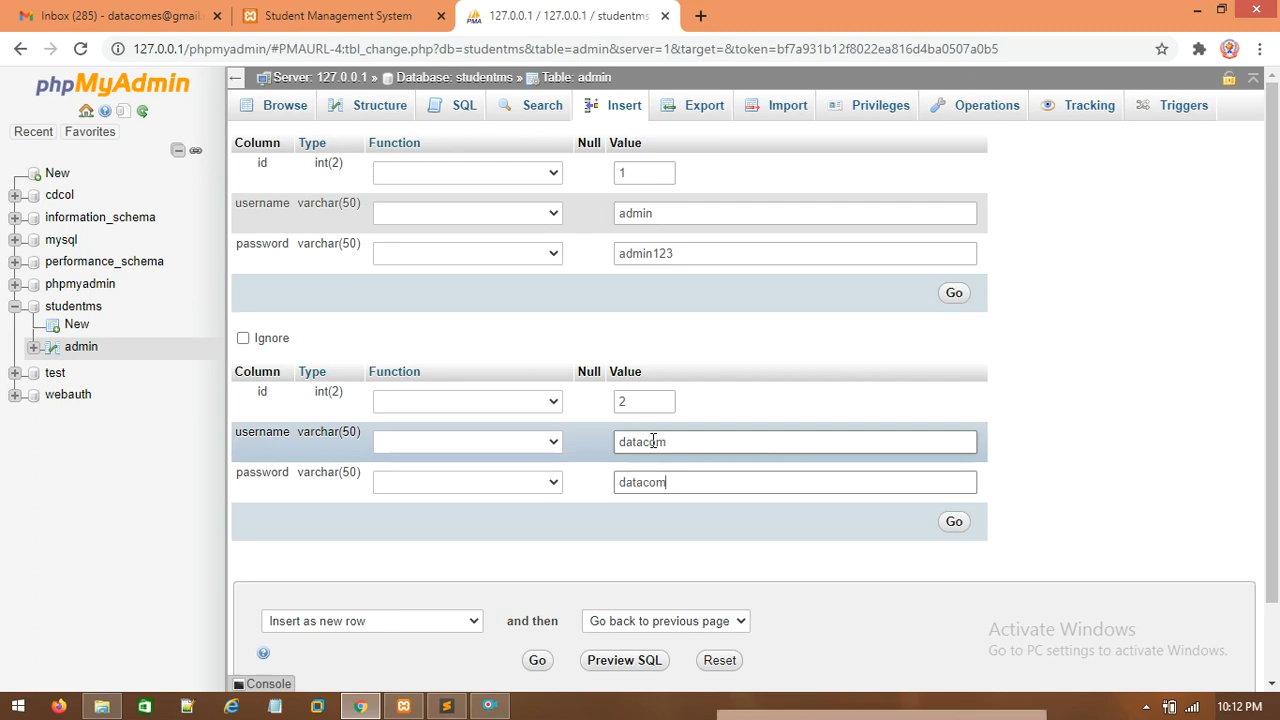 Inbox (285) - datacomes@gmail.
Student Management System
127.0.0.1 / 127.0.0.1 / studentms
127.0.0.1/phpmyadmin/#PMAURL-4:tbl_change.php?db=studentms&table=admin&server=1&target=&token=bf7a931b12f8022ea816d4ba0507a0b5
phpMyAdmin
Recent
Favorites
New
cdcol
information_schema
mysql
performance_schema
phpmyadmin
studentms
New
admin
test
webauth
Server: 127.0.0.1 » Database: studentms » Table: admin
Browse Structure SQL Search Insert Export Import Privileges Operations Tracking Triggers
Column Type Function Null Value
id int(2) 1
username varchar(50) admin
password varchar(50) admin123
Go
Ignore
Column Type Function Null Value
id int(2) 2
username varchar(50) datacom
password varchar(50) datacom
Go
Insert as new row and then Go back to previous page
Go Preview SQL Reset
Console
Activate Windows
Go to PC settings to activate Windows.
10:12 PM